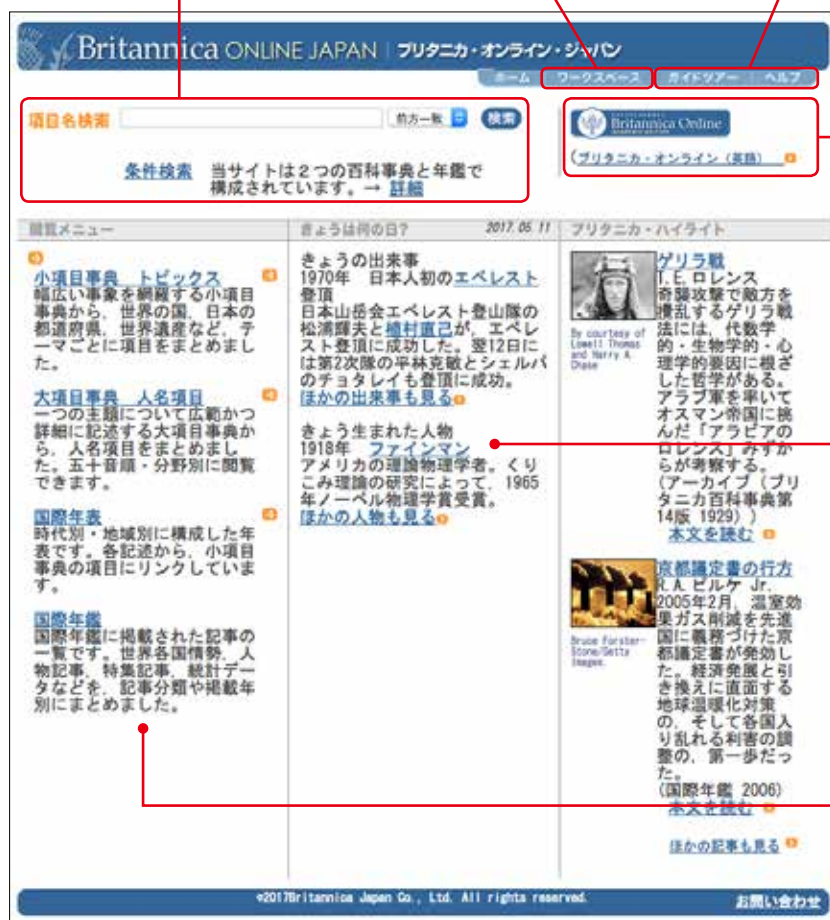 Britannica ONLINE JAPAN | ブリタニカ・オンライン・ジャパン
ホーム ワークスペース ガイドツアー | ヘルプ
項目名検索 前方一致 検索
条件検索 当サイトは2つの百科事典と年鑑で
構成されています。→ 詳細
Britannica Online
(ブリタニカ・オンライン (英語)
閲覧メニュー
小項目事典 トピックス
幅広い事象を網羅する小項目
事典から、世界の国、日本の
都道府県、世界遺産など、テ
ーマごとに項目をまとめまし
た。
大項目事典 人名項目
一つの主題について広範かつ
詳細に記述する大項目事典か
ら、人名項目をまとめまし
た。五十音順・分野別に閲覧
できます。
国際年表
時代別・地域別に構成した年
表です。各記述から、小項目
事典の項目にリンクしていま
す。
国際年鑑
国際年鑑に掲載された記事の
一覧です。世界各国情勢、人
物記事、特集記事、統計デー
タなどを、記事分類や掲載年
別にまとめました。
きょうは何の日? 2017.05.11
きょうの出来事
1970年 日本人初のエベレスト
登頂
日本山岳会エベレスト登山隊の
松浦輝夫と植村直己が、エベレ
スト登頂に成功した。翌12日に
は第2次隊の平林克敏とシェルパ
のチョタレイも登頂に成功。
ほかの出来事も見る
きょう生まれた人物
1918年 ファインマン
アメリカの理論物理学者。くり
こみ理論の研究によって、1965
年ノーベル物理学賞受賞。
ほかの人物も見る
ブリタニカ・ハイライト
By courtesy of
Lowell Thomas
and Harry A.
Chase
ゲリラ戦
T.E.ロレンス
奇襲攻撃で敵方を
攪乱するゲリラ戦
法には、代数学
的・生物学的・心
理学的要因に根ざ
した哲学がある。
アラブ軍を率いて
オスマン帝国に挑
んだ「アラビアの
ロレンス」みずか
らが考察する。
(アーカイブ (ブリ
タニカ百科事典第
14版 1929))
本文を読む
Bruce Forster-
Stone/Getty
Images.
京都議定書の行方
R.A.ビルケ Jr.
2005年2月、温室効
果ガス削減を先進
国に義務づけた京
都議定書が発効し
た。経済発展と引
き換えに直面する
地球温暖化対策
の、そして各国入
り乱れる利害の調
整の、第一歩だっ
た。
(国際年鑑 2006)
本文を読む
ほかの記事も見る
©2017Britannica Japan Co., Ltd. All rights reserved.
お問い合わせ